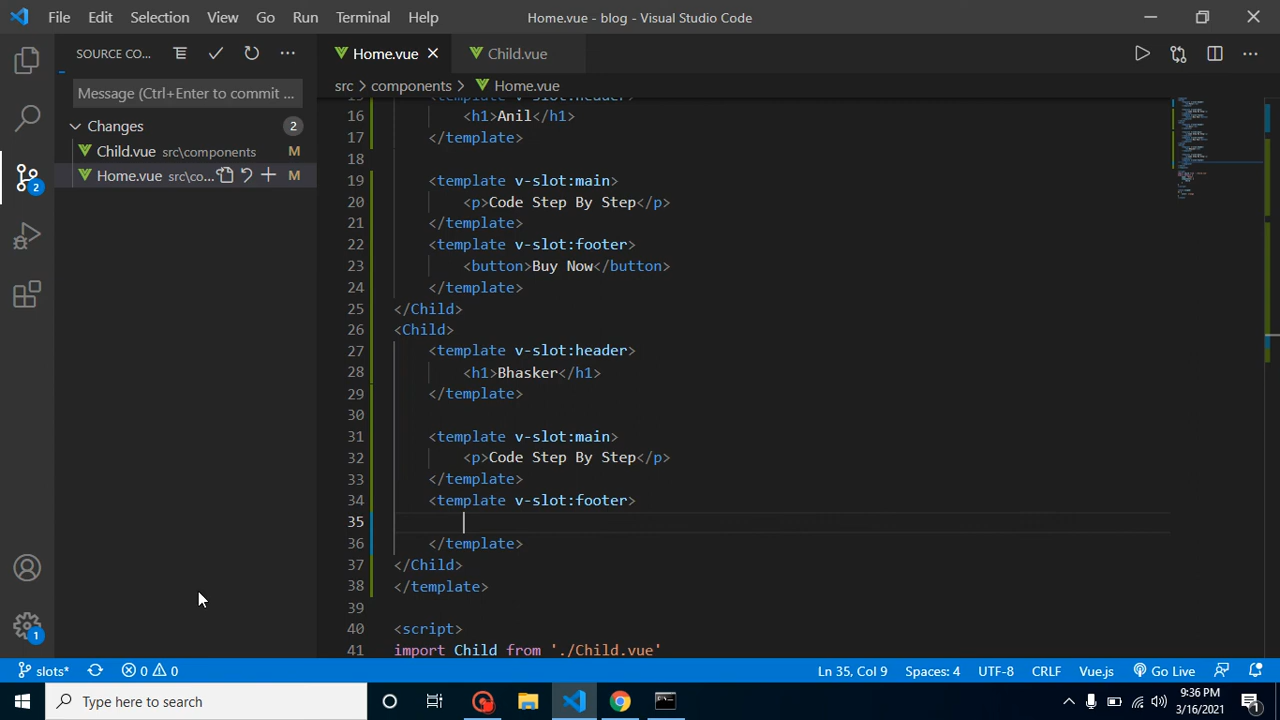 File Edit Selection View Go Run Terminal Help Home.vue - blog - Visual Studio Code
SOURCE CO...
Home.vue Child.vue
src components Home.vue
Message (Ctrl+Enter to commit ...
Changes 2
Child.vue src\components M
Home.vue src\co... M
15 <template v-slot:header>
16 <h1>Anil</h1>
17 </template>
18
19 <template v-slot:main>
20 <p>Code Step By Step</p>
21 </template>
22 <template v-slot:footer>
23 <button>Buy Now</button>
24 </template>
25 </Child>
26 <Child>
27 <template v-slot:header>
28 <h1>Bhasker</h1>
29 </template>
30
31 <template v-slot:main>
32 <p>Code Step By Step</p>
33 </template>
34 <template v-slot:footer>
35
36 </template>
37 </Child>
38 </template>
39
40 <script>
41 import Child from './Child.vue'
2
1
slots* 0 0 Ln 35, Col 9 Spaces: 4 UTF-8 CRLF Vue.js Go Live
Type here to search
9:36 PM
3/16/2021
1